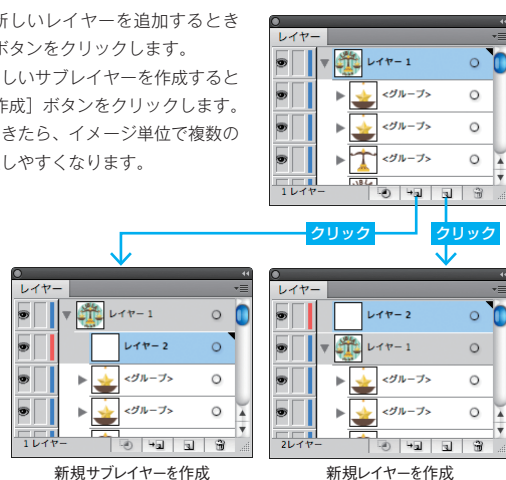 新しいレイヤーを追加するとき
ボタンをクリックします。
しいサブレイヤーを作成すると
作成］ボタンをクリックします。
きたら、イメージ単位で複数の
しやすくなります。
レイヤー
レイヤー 1
<グループ>
<グループ>
<グループ>
1 レイヤー
クリック
クリック
レイヤー
レイヤー 1
レイヤー 2
<グループ>
<グループ>
1 レイヤー
新規サブレイヤーを作成
レイヤー
レイヤー 2
レイヤー 1
<グループ>
<グループ>
2レイヤー
新規レイヤーを作成